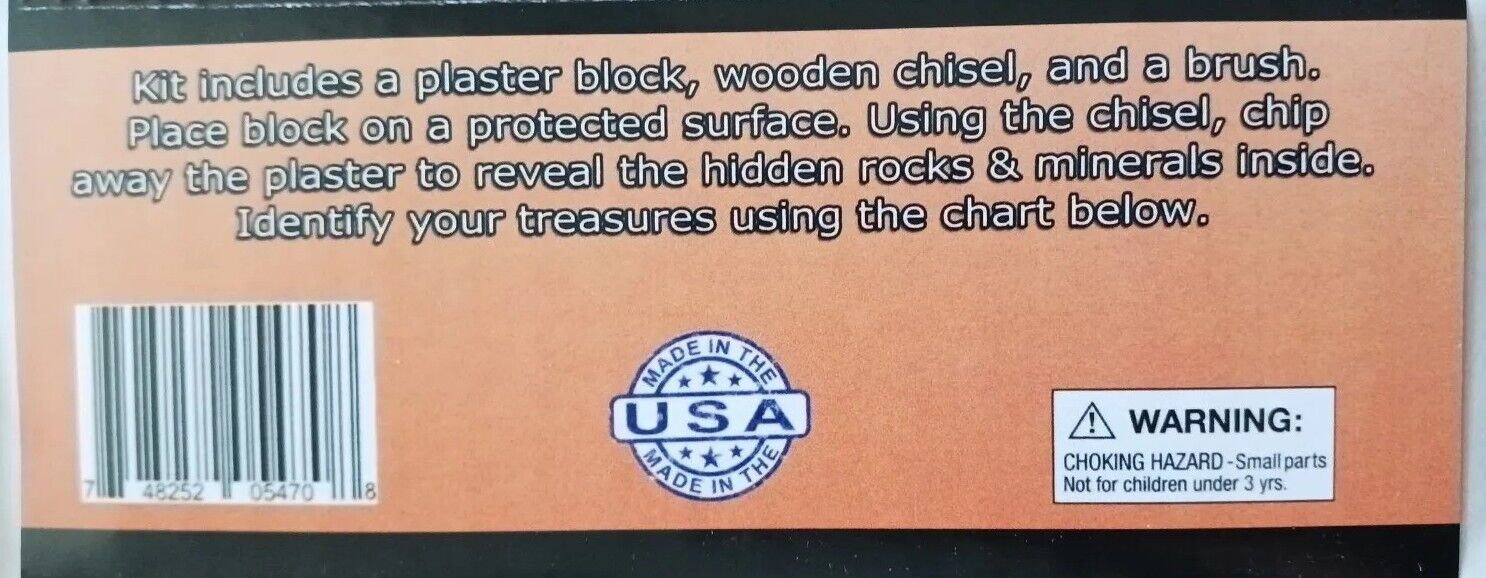 Kit includes a plaster block, wooden chisel, and a brush.
Place block on a protected surface. Using the chisel, chip
away the plaster to reveal the hidden rocks & minerals inside.
Identify your treasures using the chart below.
7 48252 05470 8
MADE IN THE
USA
MADE IN THE
WARNING:
CHOKING HAZARD - Small parts
Not for children under 3 yrs.